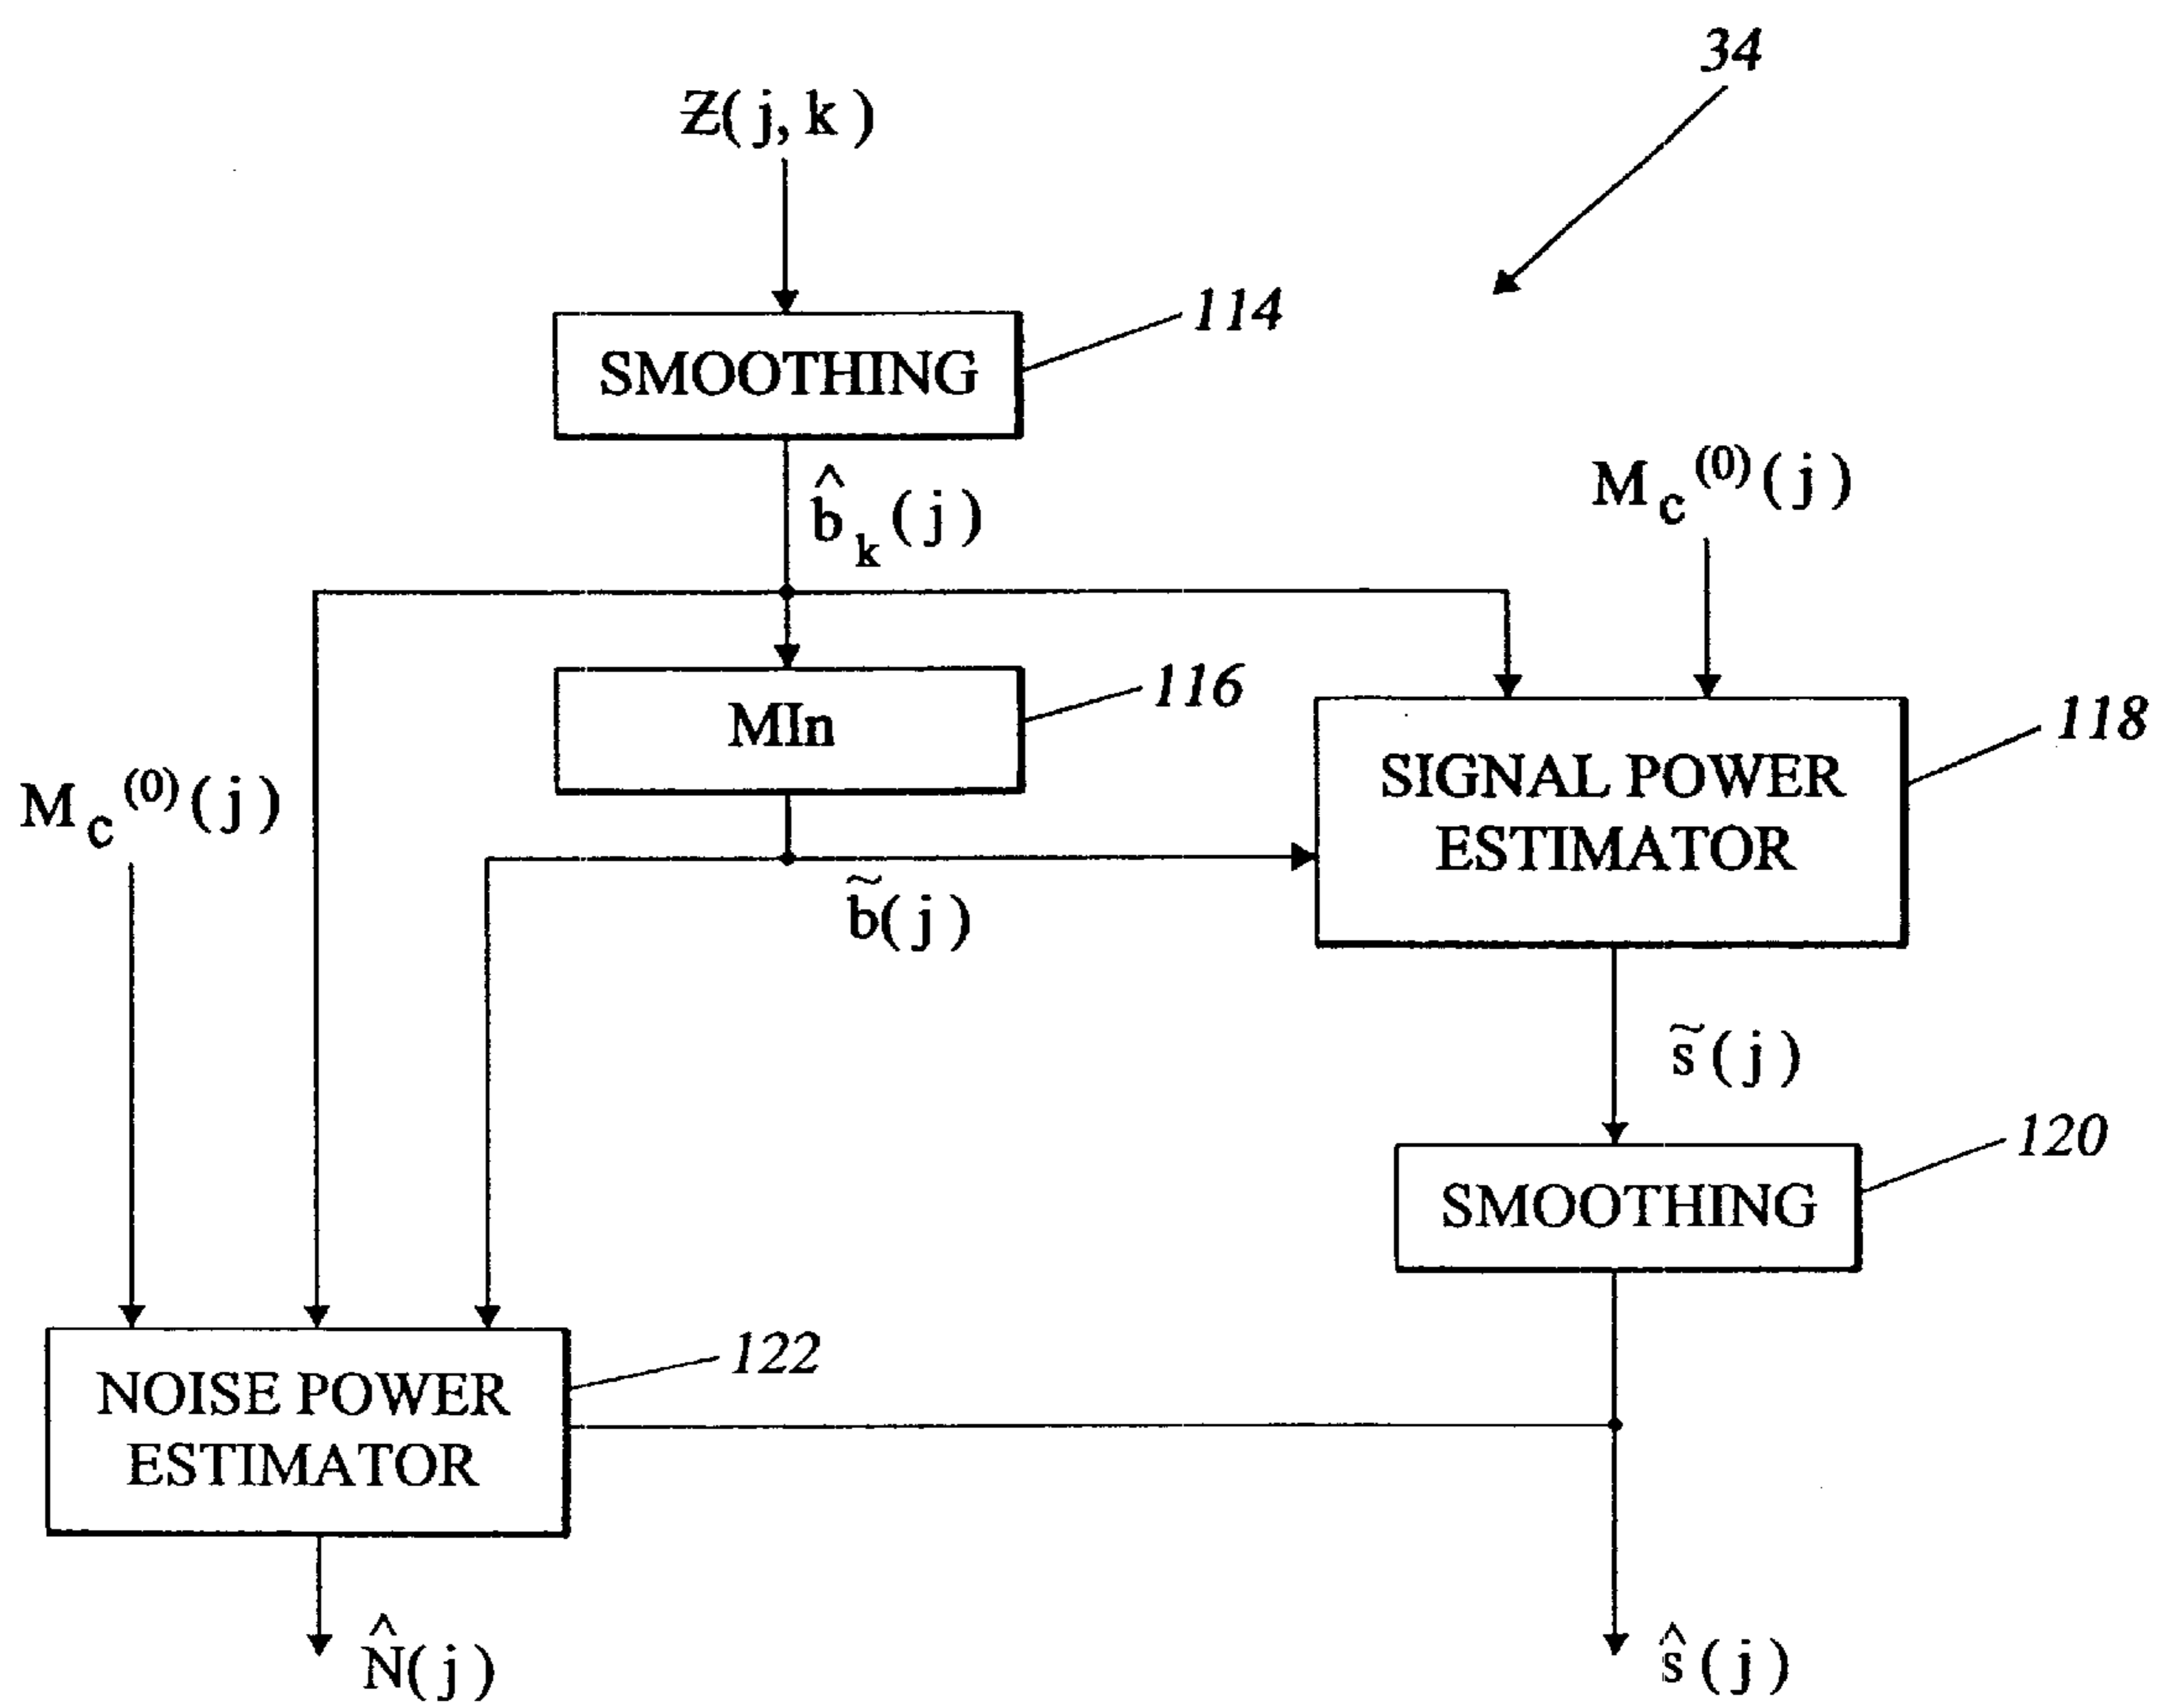 34
Z(j,k)
114
SMOOTHING
b̂k(j)
Mc(0)(j)
116
MIn
118
SIGNAL POWER
ESTIMATOR
Mc(0)(j)
b̃(j)
s̃(j)
120
SMOOTHING
122
NOISE POWER
ESTIMATOR
N̂(j)
ŝ(j)